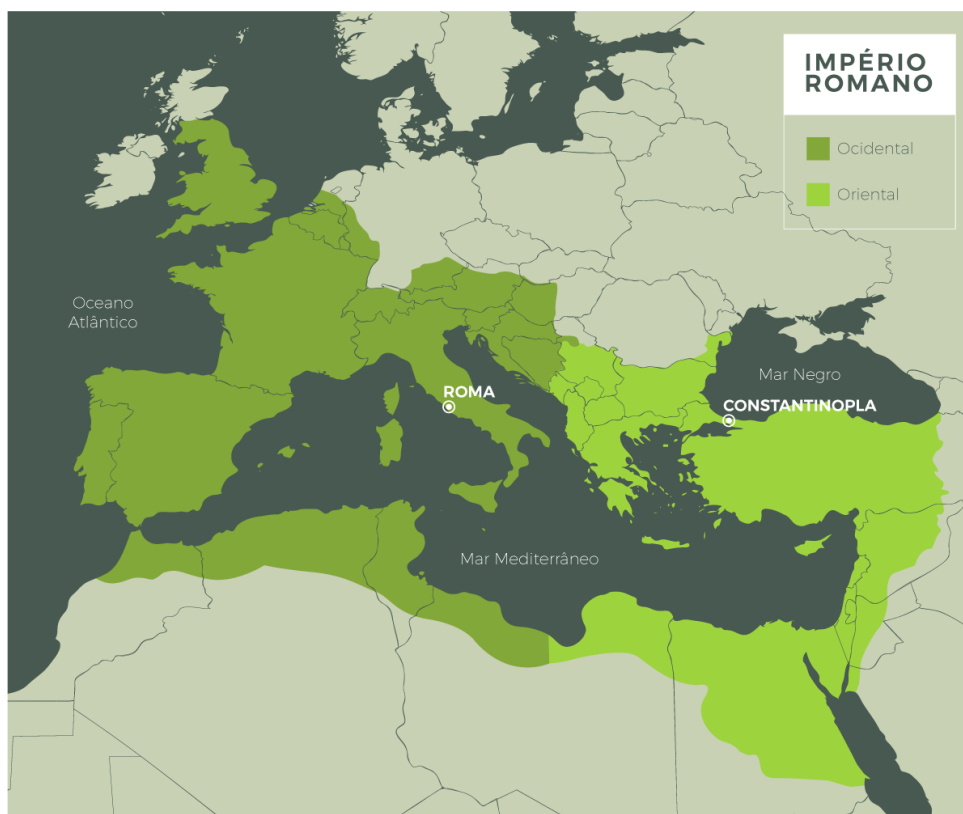 IMPÉRIO
ROMANO
Ocidental
Oriental
Oceano
Atlântico
Mar Negro
ROMA
CONSTANTINOPLA
Mar Mediterrâneo